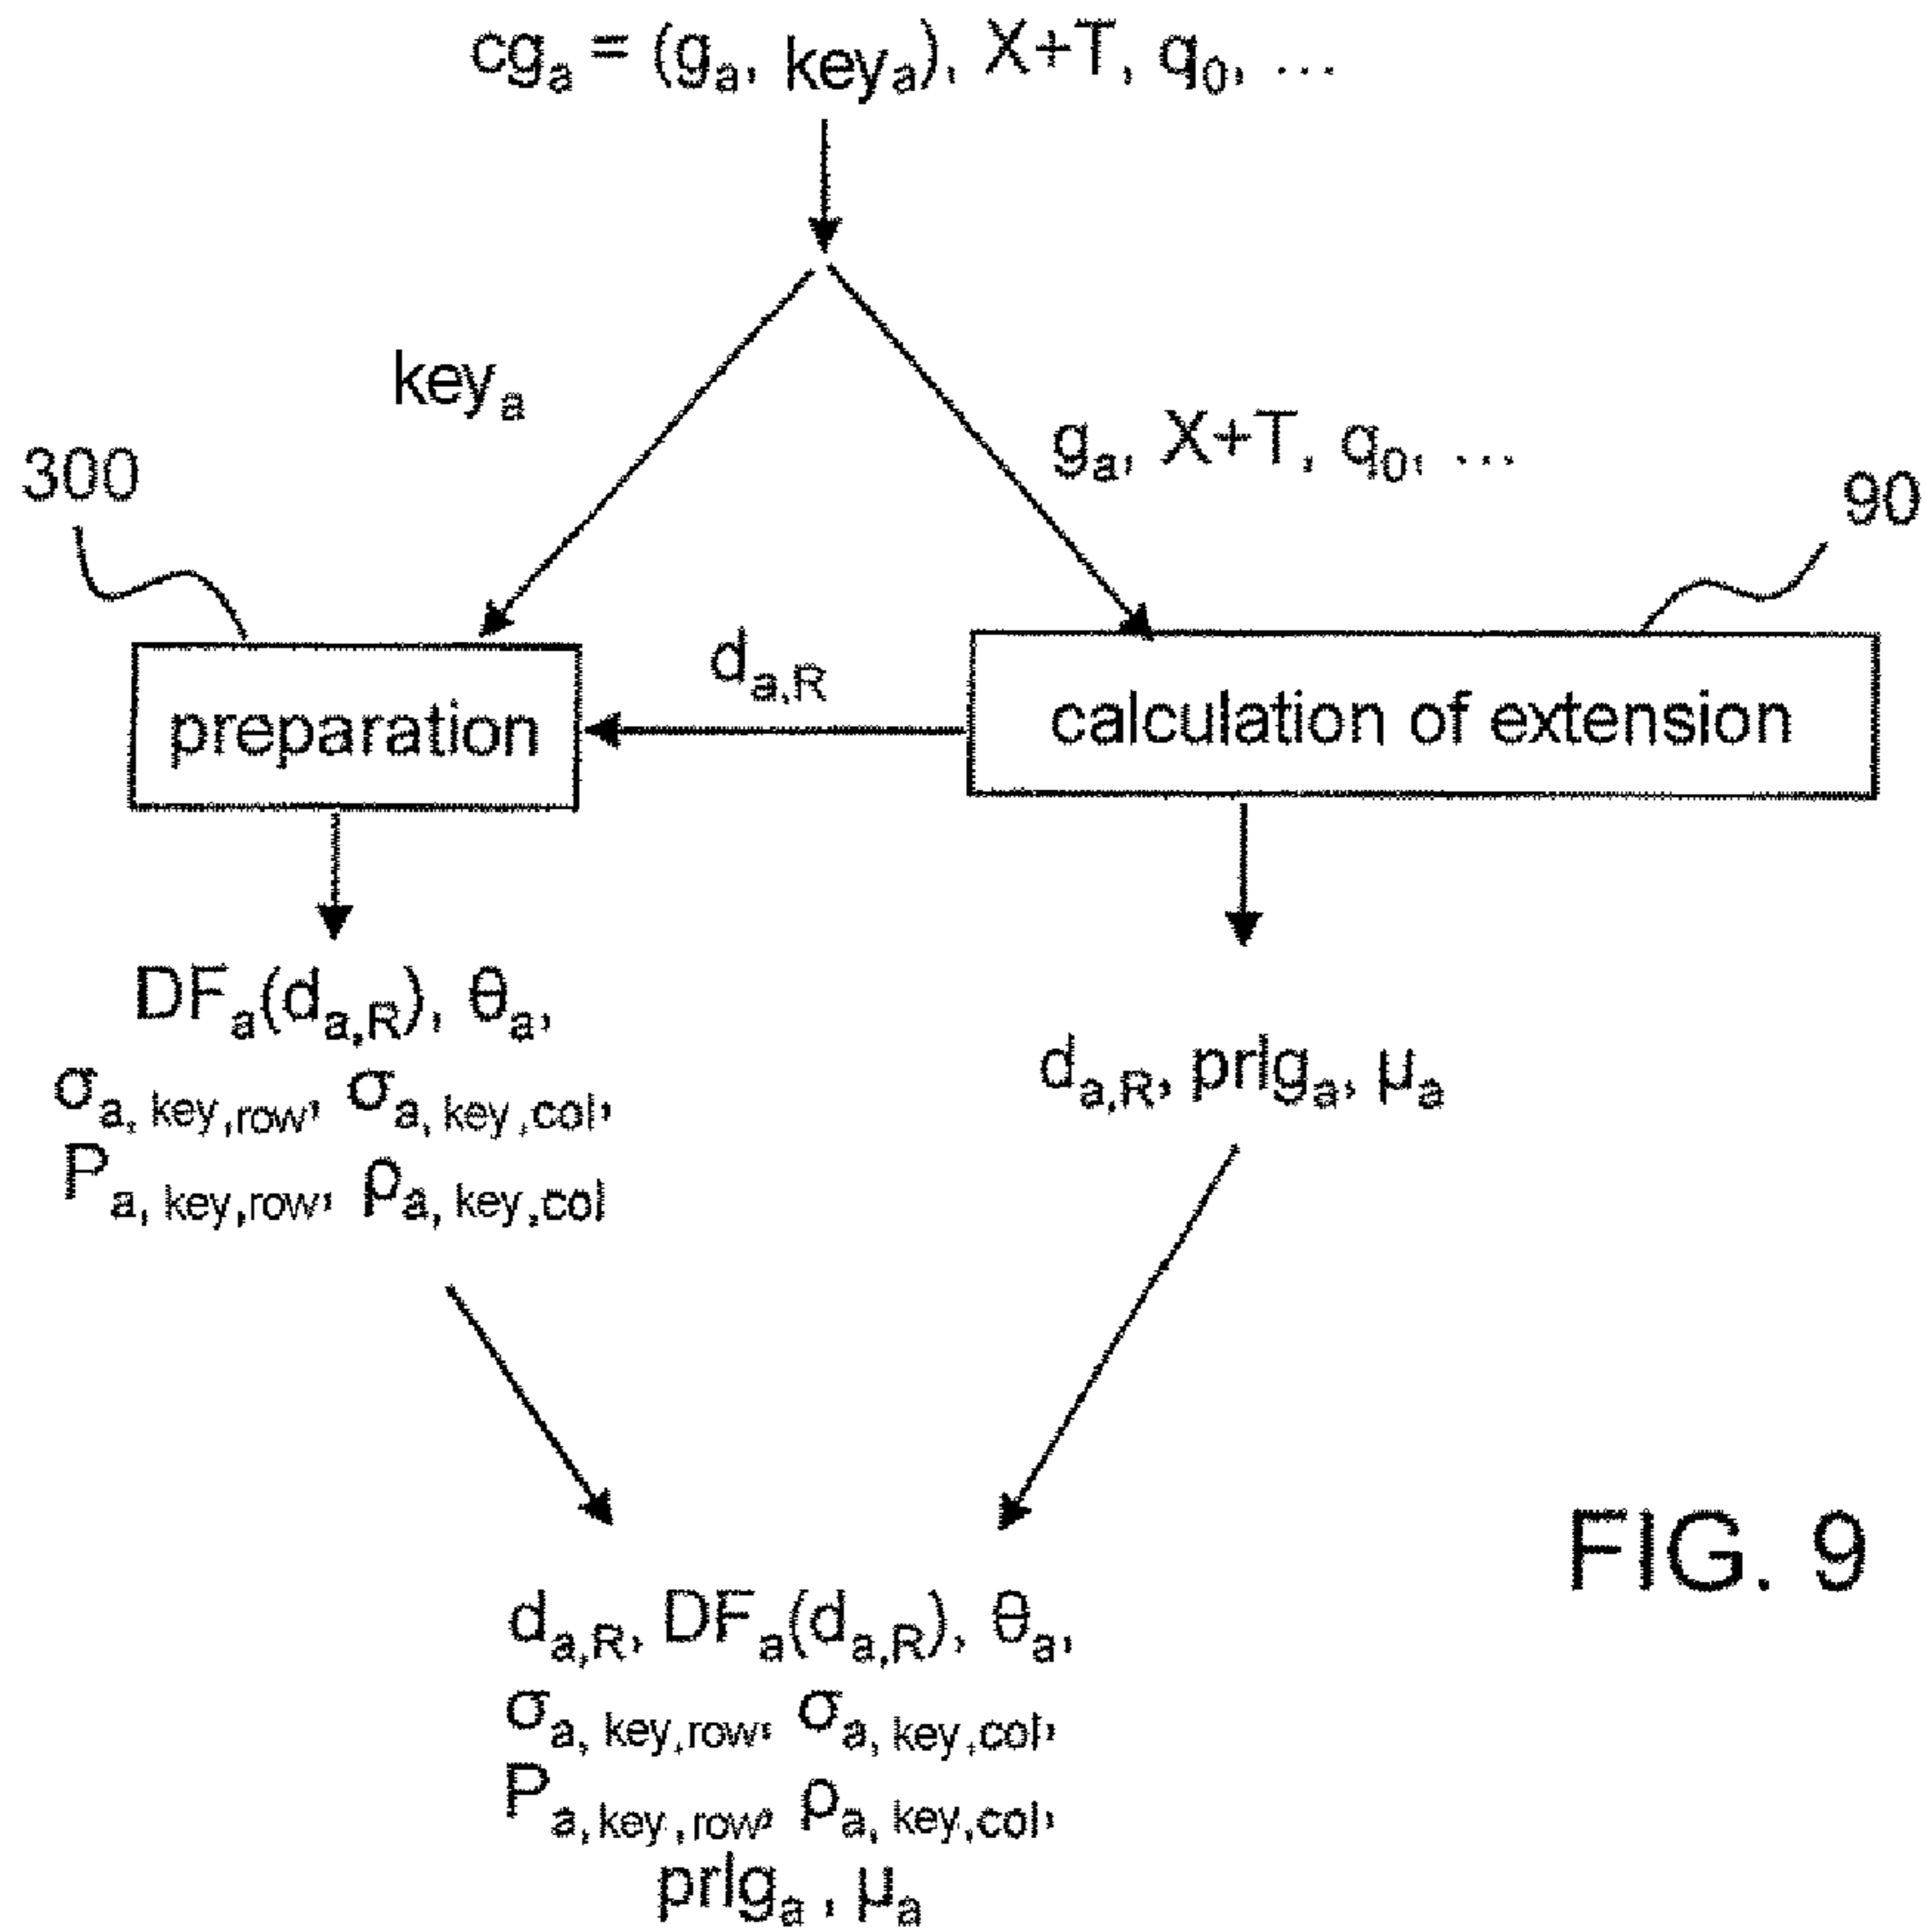 cg_a = (g_a, key_a), X+T, q_0, ...
key_a
g_a, X+T, q_0, ...
300
90
d_a,R
preparation
calculation of extension
DF_a(d_a,R), θ_a,
σ_a, key,row, σ_a, key,col,
P_a, key,row, ρ_a, key,col
d_a,R, prlg_a, μ_a
FIG. 9
d_a,R, DF_a(d_a,R), θ_a,
σ_a, key,row, σ_a, key,col,
P_a, key,row, ρ_a, key,col,
prlg_a, μ_a